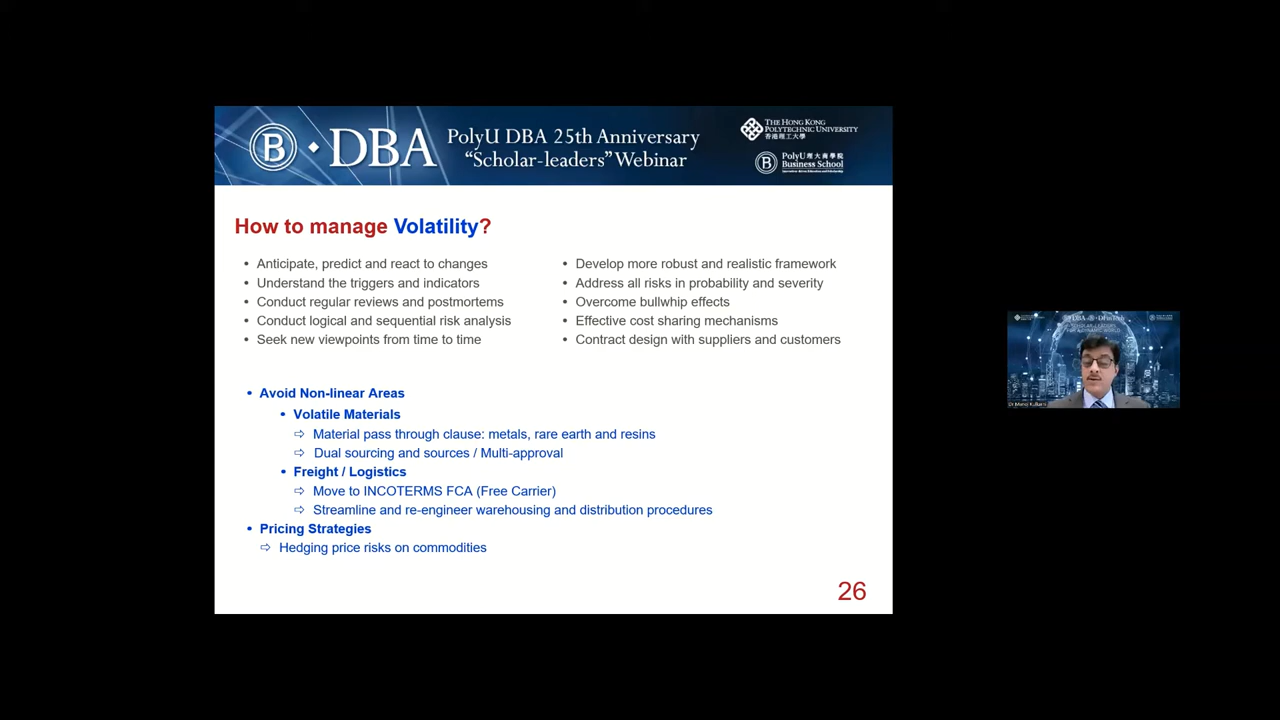 B
DBA
PolyU DBA 25th Anniversary
"Scholar-leaders" Webinar
THE HONG KONG
POLYTECHNIC UNIVERSITY
香港理工大學
B
PolyU理大商學院
Business School
How to manage Volatility?
• Anticipate, predict and react to changes
• Understand the triggers and indicators
• Conduct regular reviews and postmortems
• Conduct logical and sequential risk analysis
• Seek new viewpoints from time to time
• Develop more robust and realistic framework
• Address all risks in probability and severity
• Overcome bullwhip effects
• Effective cost sharing mechanisms
• Contract design with suppliers and customers
• Avoid Non-linear Areas
• Volatile Materials
⇨ Material pass through clause: metals, rare earth and resins
⇨ Dual sourcing and sources / Multi-approval
• Freight / Logistics
⇨ Move to INCOTERMS FCA (Free Carrier)
⇨ Streamline and re-engineer warehousing and distribution procedures
• Pricing Strategies
⇨ Hedging price risks on commodities
26
DBA